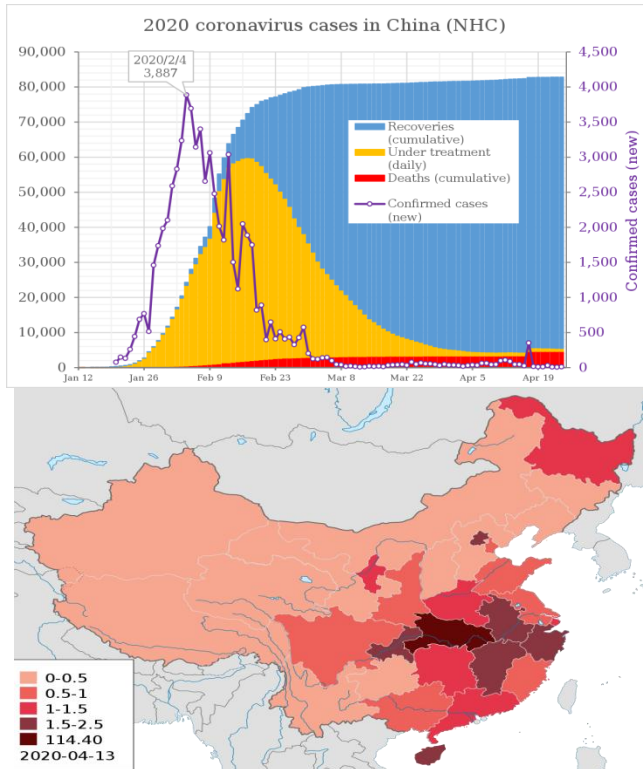 2020 coronavirus cases in China (NHC)
90,000
80,000
70,000
60,000
50,000
40,000
30,000
20,000
10,000
0
4,500
4,000
3,500
3,000
2,500
2,000
1,500
1,000
500
0
Confirmed cases (new)
2020/2/4
3,887
Recoveries
(cumulative)
Under treatment
(daily)
Deaths (cumulative)
Confirmed cases
(new)
Jan 12 Jan 26 Feb 9 Feb 23 Mar 8 Mar 22 Apr 5 Apr 19
0-0.5
0.5-1
1-1.5
1.5-2.5
114.40
2020-04-13